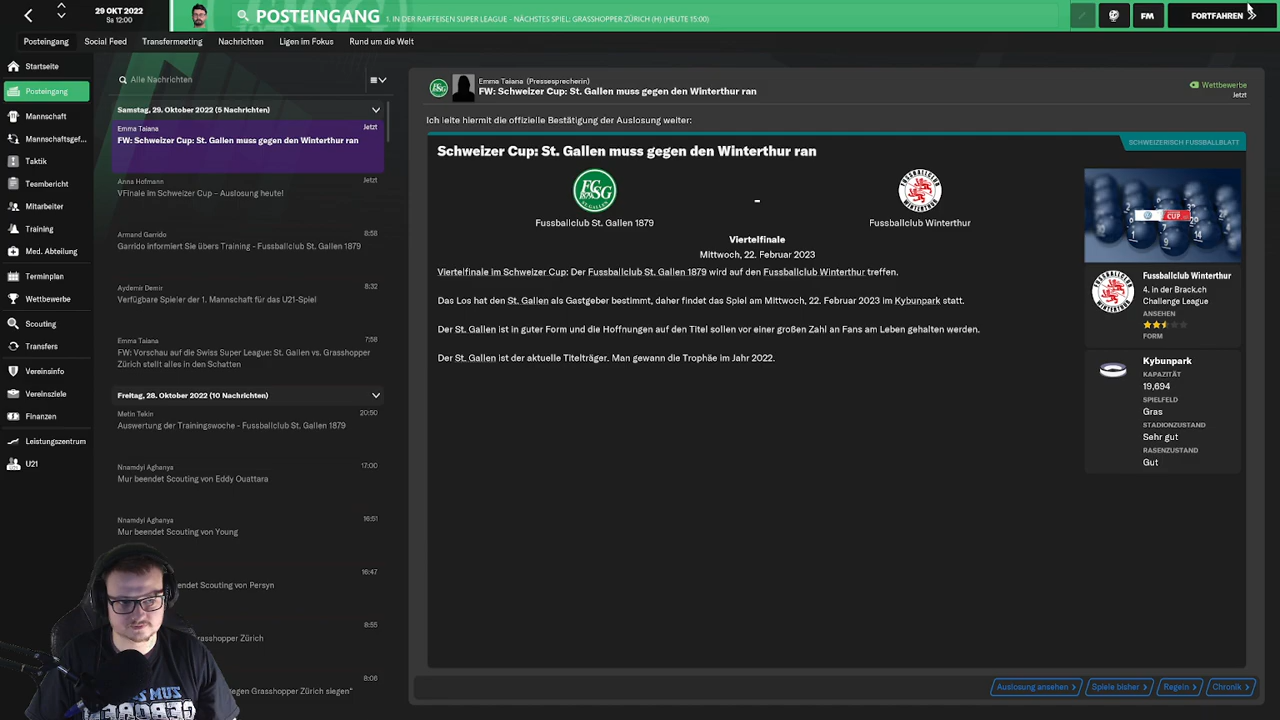 29 OKT 2022
Sa 12:00
POSTEINGANG
1. IN DER RAIFFEISEN SUPER LEAGUE - NÄCHSTES SPIEL: GRASSHOPPER ZÜRICH (H) (HEUTE 15:00)
FM
FORTFAHREN
Posteingang
Social Feed
Transfermeeting
Nachrichten
Ligen im Fokus
Rund um die Welt
Startseite
Posteingang
Mannschaft
Mannschaftsgef...
Taktik
Teambericht
Mitarbeiter
Training
Med. Abteilung
Terminplan
Wettbewerbe
Scouting
Transfers
Vereinsinfo
Vereinsziele
Finanzen
Leistungszentrum
U21
Alle Nachrichten
Samstag, 29. Oktober 2022 (5 Nachrichten)
Emma Taiana
Jetzt
FW: Schweizer Cup: St. Gallen muss gegen den Winterthur ran
Anna Hofmann
Jetzt
VFinale im Schweizer Cup – Auslosung heute!
Armand Garrido
8:58
Garrido informiert Sie übers Training - Fussballclub St. Gallen 1879
Aydemir Demir
8:32
Verfügbare Spieler der 1. Mannschaft für das U21-Spiel
Emma Taiana
7:58
FW: Vorschau auf die Swiss Super League: St. Gallen vs. Grasshopper
Zürich stellt alles in den Schatten
Freitag, 28. Oktober 2022 (10 Nachrichten)
Metin Tekin
20:50
Auswertung der Trainingswoche - Fussballclub St. Gallen 1879
Nnamdyi Aghanya
17:00
Mur beendet Scouting von Eddy Ouattara
Nnamdyi Aghanya
16:51
Mur beendet Scouting von Young
16:47
endet Scouting von Persyn
8:55
Grasshopper Zürich
8:08
gegen Grasshopper Zürich siegen"
Emma Taiana (Pressesprecherin)
FW: Schweizer Cup: St. Gallen muss gegen den Winterthur ran
Wettbewerbe
Jetzt
Ich leite hiermit die offizielle Bestätigung der Auslosung weiter:
SCHWEIZERISCH FUSSBALLBLATT
Schweizer Cup: St. Gallen muss gegen den Winterthur ran
FCSG
1879
-
Fussballclub St. Gallen 1879
Fussballclub Winterthur
Viertelfinale
Mittwoch, 22. Februar 2023
Viertelfinale im Schweizer Cup: Der Fussballclub St. Gallen 1879 wird auf den Fussballclub Winterthur treffen.
Das Los hat den St. Gallen als Gastgeber bestimmt, daher findet das Spiel am Mittwoch, 22. Februar 2023 im Kybunpark statt.
Der St. Gallen ist in guter Form und die Hoffnungen auf den Titel sollen vor einer großen Zahl an Fans am Leben gehalten werden.
Der St. Gallen ist der aktuelle Titelträger. Man gewann die Trophäe im Jahr 2022.
CUP
Fussballclub Winterthur
4. in der Brack.ch
Challenge League
ANSEHEN
FORM
Kybunpark
KAPAZITÄT
19,694
SPIELFELD
Gras
STADIONZUSTAND
Sehr gut
RASENZUSTAND
Gut
Auslosung ansehen
Spiele bisher
Regeln
Chronik
ZUM
GEBOREN